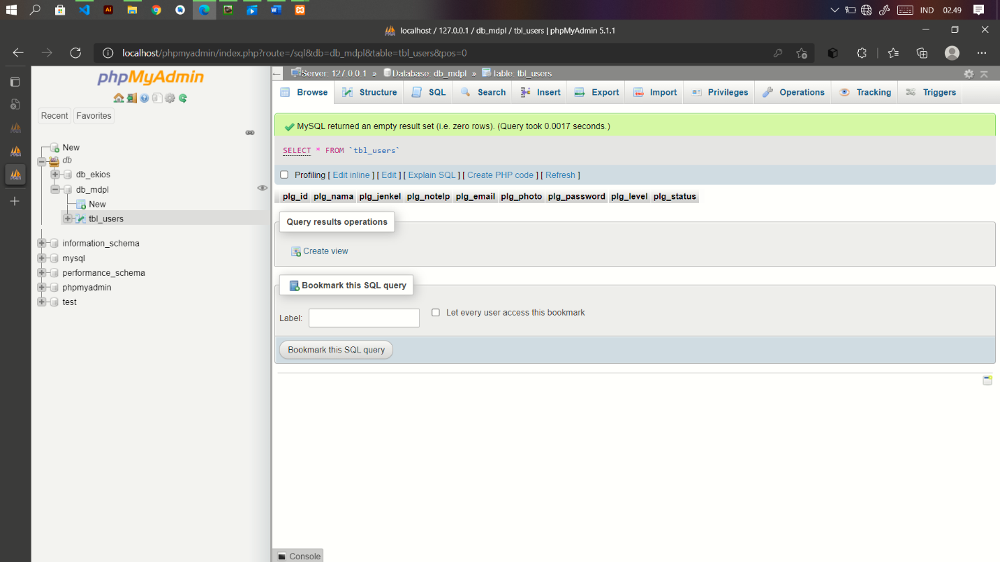 IND 02.49
localhost / 127.0.0.1 / db_mdpl / tbl_users | phpMyAdmin 5.1.1
localhost/phpmyadmin/index.php?route=/sql&db=db_mdpl&table=tbl_users&pos=0
phpMyAdmin
Recent Favorites
New
db
db_ekios
db_mdpl
New
tbl_users
information_schema
mysql
performance_schema
phpmyadmin
test
Server: 127.0.0.1 » Database: db_mdpl » Table: tbl_users
Browse Structure SQL Search Insert Export Import Privileges Operations Tracking Triggers
MySQL returned an empty result set (i.e. zero rows). (Query took 0.0017 seconds.)
SELECT * FROM `tbl_users`
Profiling [ Edit inline ] [ Edit ] [ Explain SQL ] [ Create PHP code ] [ Refresh ]
plg_id plg_nama plg_jenkel plg_notelp plg_email plg_photo plg_password plg_level plg_status
Query results operations
Create view
Bookmark this SQL query
Label: Let every user access this bookmark
Bookmark this SQL query
Console